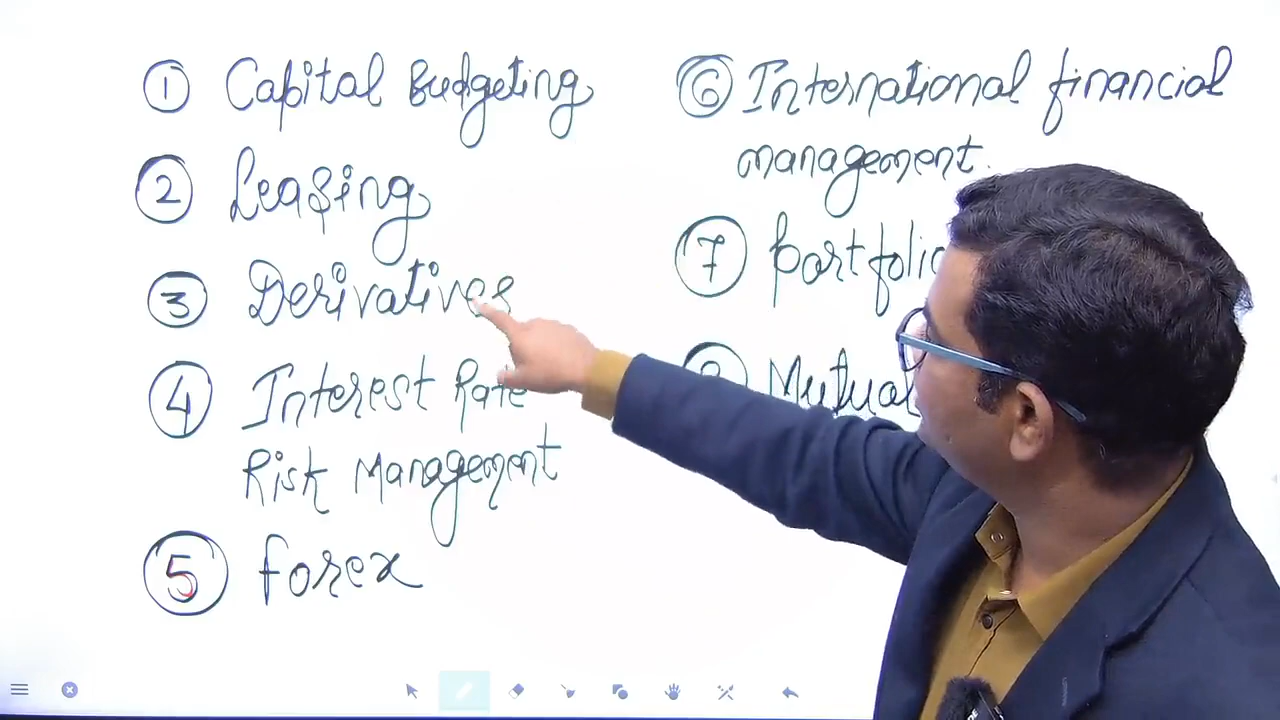 ① Capital Budgeting
② Leasing
③ Derivatives
④ Interest Rate
Risk Management
⑤ Forex
⑥ International financial
management.
⑦ Portfolio
⑧ Mutual